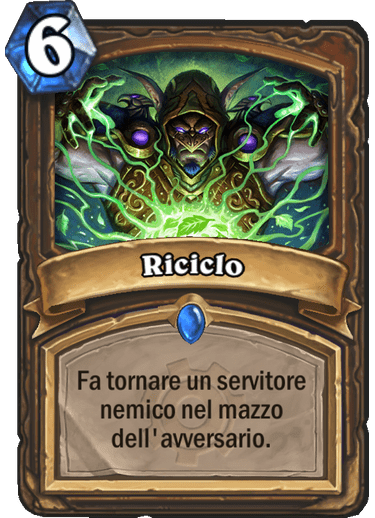 6
Riciclo
Fa tornare un servitore
nemico nel mazzo
dell'avversario.